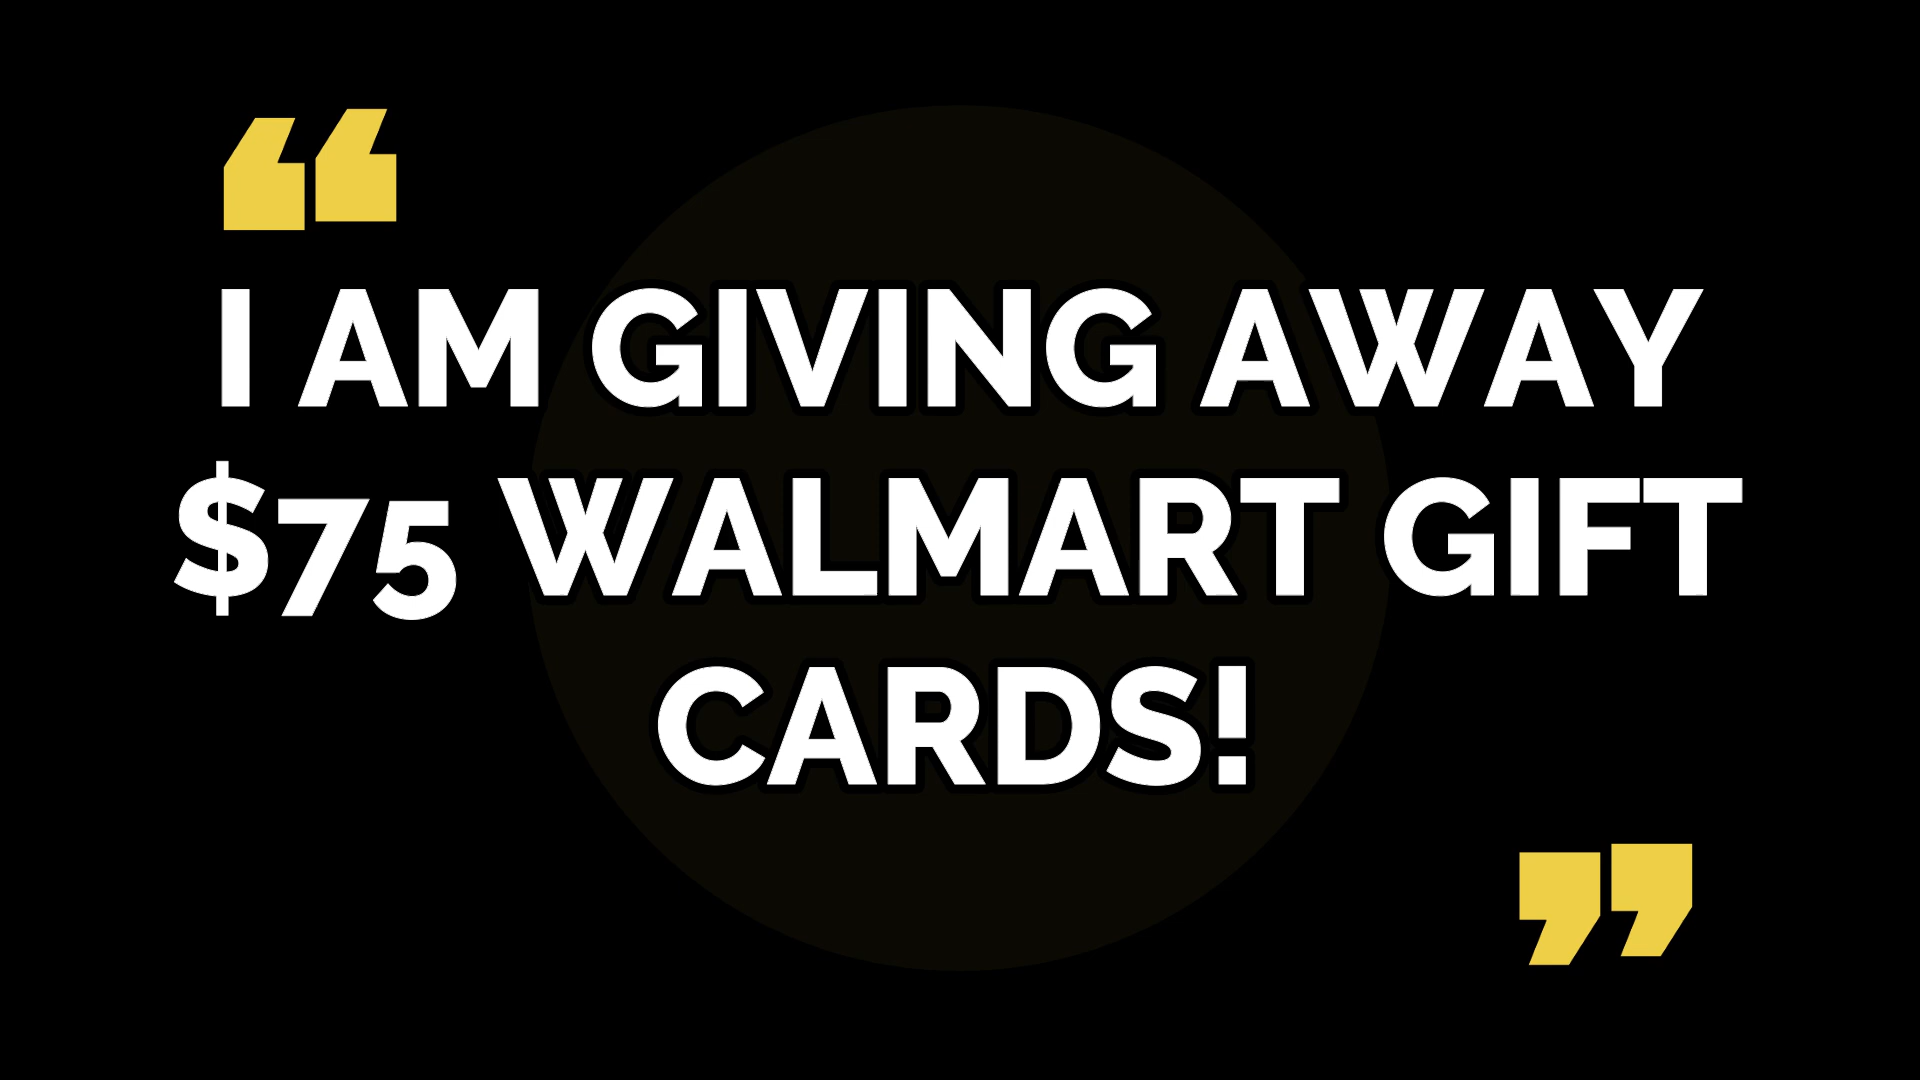 “
I AM GIVING AWAY
$75 WALMART GIFT
CARDS!
”